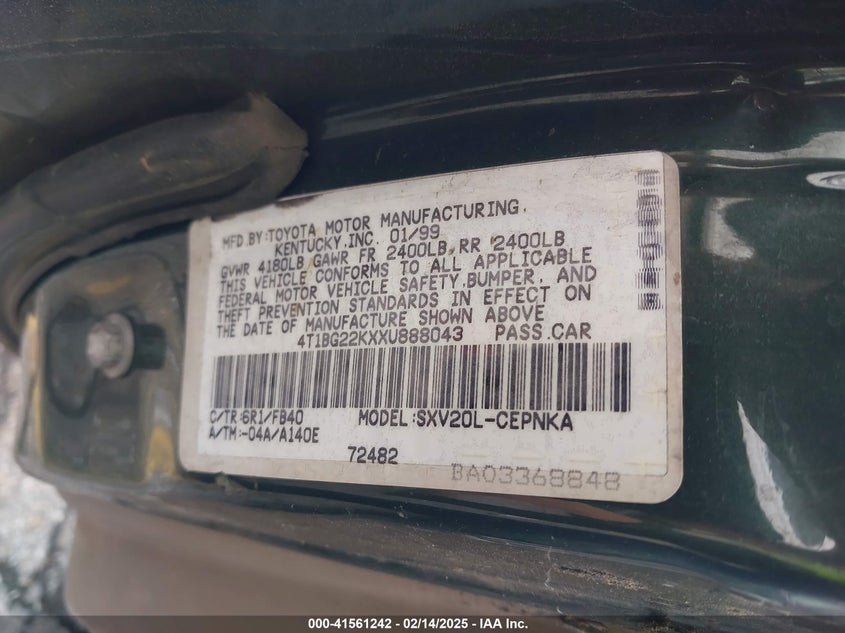 MFD.BY:TOYOTA MOTOR MANUFACTURING,
KENTUCKY,INC. 01/99
GVWR 4180LB GAWR FR 2400LB,RR 2400LB
THIS VEHICLE CONFORMS TO ALL APPLICABLE
FEDERAL MOTOR VEHICLE SAFETY,BUMPER, AND
THEFT PREVENTION STANDARDS IN EFFECT ON
THE DATE OF MANUFACTURE SHOWN ABOVE
4T1BG22KXXU888043 PASS.CAR
C/TR:6R1/FB40 MODEL:SXV20L-CEPNKA
A/TM:-04A/A140E
72482
BA03368848
000-41561242 - 02/14/2025 - IAA Inc.